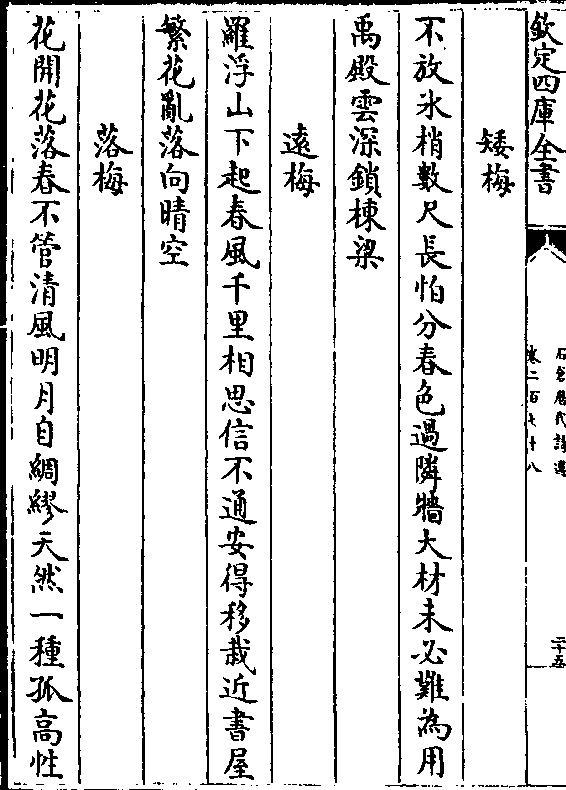 欽定四庫全書
石倉歷代詩選
卷二百七十八
二十五
矮梅
不放氷梢數尺長怕分春色過隣牆大材未必難為用
禹殿雲深鎖棟梁
遠梅
羅浮山下起春風千里相思信不通安得移栽近書屋
繁花亂落向晴空
落梅
花開花落春不管清風明月自綢繆天然一種孤高性